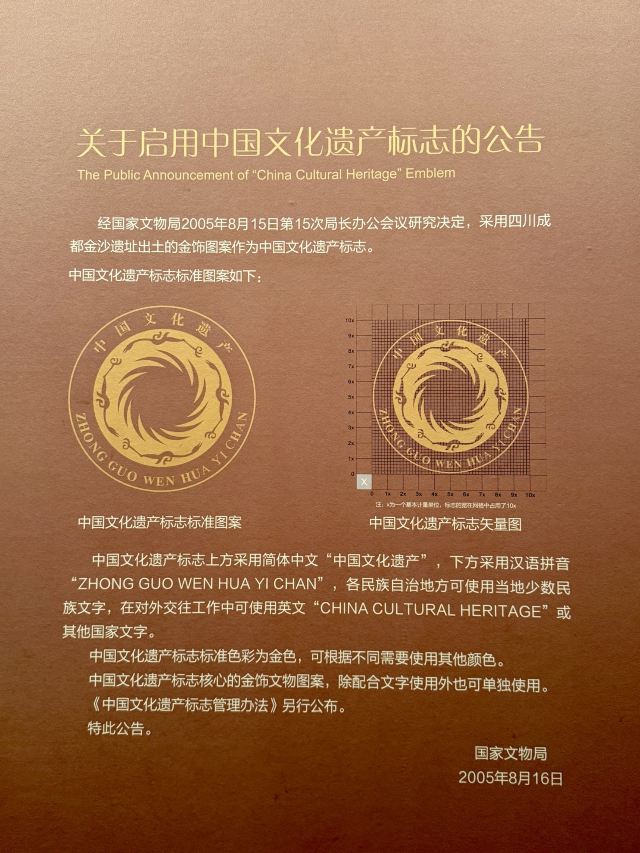 关于启用中国文化遗产标志的公告
The Public Announcement of “China Cultural Heritage” Emblem
经国家文物局2005年8月15日第15次局长办公会议研究决定，采用四川成
都金沙遗址出土的金饰图案作为中国文化遗产标志。
中国文化遗产标志标准图案如下：
中国文化遗产
ZHONG GUO WEN HUA YI CHAN
中国文化遗产标志标准图案
10x
9x
8x
7x
6x
5x
4x
3x
2x
1x
0
中国文化遗产
ZHONG GUO WEN HUA YI CHAN
X
0 1x 2x 3x 4x 5x 6x 7x 8x 9x 10x
注：x为一个基本计量单位，标志的宽在网格中占用了10x
中国文化遗产标志矢量图
中国文化遗产标志上方采用简体中文“中国文化遗产”，下方采用汉语拼音
“ZHONG GUO WEN HUA YI CHAN”，各民族自治地方可使用当地少数民
族文字，在对外交往工作中可使用英文“CHINA CULTURAL HERITAGE”或
其他国家文字。
中国文化遗产标志标准色彩为金色，可根据不同需要使用其他颜色。
中国文化遗产标志核心的金饰文物图案，除配合文字使用外也可单独使用。
《中国文化遗产标志管理办法》另行公布。
特此公告。
国家文物局
2005年8月16日